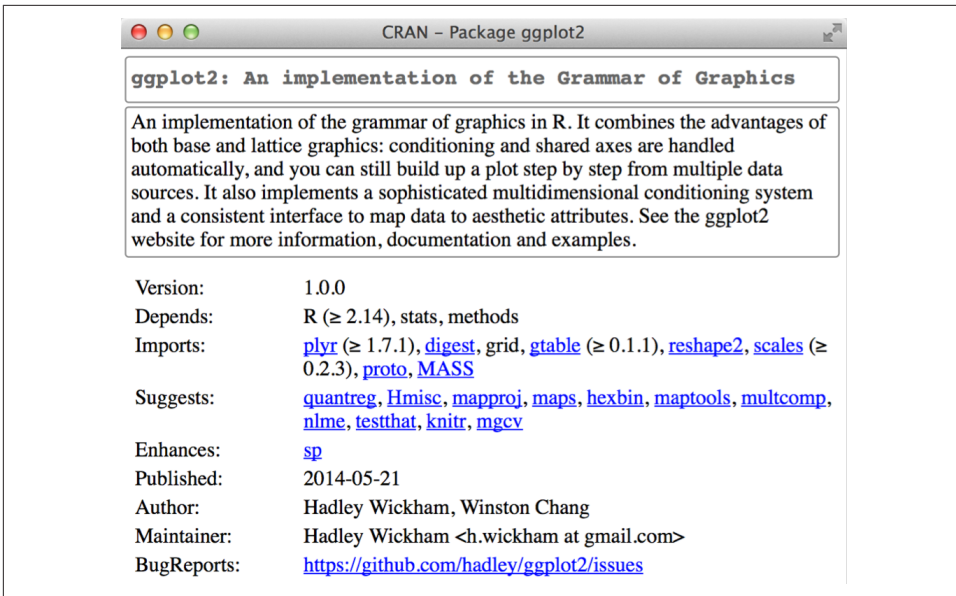 CRAN – Package ggplot2
ggplot2: An implementation of the Grammar of Graphics
An implementation of the grammar of graphics in R. It combines the advantages of
both base and lattice graphics: conditioning and shared axes are handled
automatically, and you can still build up a plot step by step from multiple data
sources. It also implements a sophisticated multidimensional conditioning system
and a consistent interface to map data to aesthetic attributes. See the ggplot2
website for more information, documentation and examples.
Version: 1.0.0
Depends: R (≥ 2.14), stats, methods
Imports: plyr (≥ 1.7.1), digest, grid, gtable (≥ 0.1.1), reshape2, scales (≥
0.2.3), proto, MASS
Suggests: quantreg, Hmisc, mapproj, maps, hexbin, maptools, multcomp,
nlme, testthat, knitr, mgcv
Enhances: sp
Published: 2014-05-21
Author: Hadley Wickham, Winston Chang
Maintainer: Hadley Wickham <h.wickham at gmail.com>
BugReports: https://github.com/hadley/ggplot2/issues